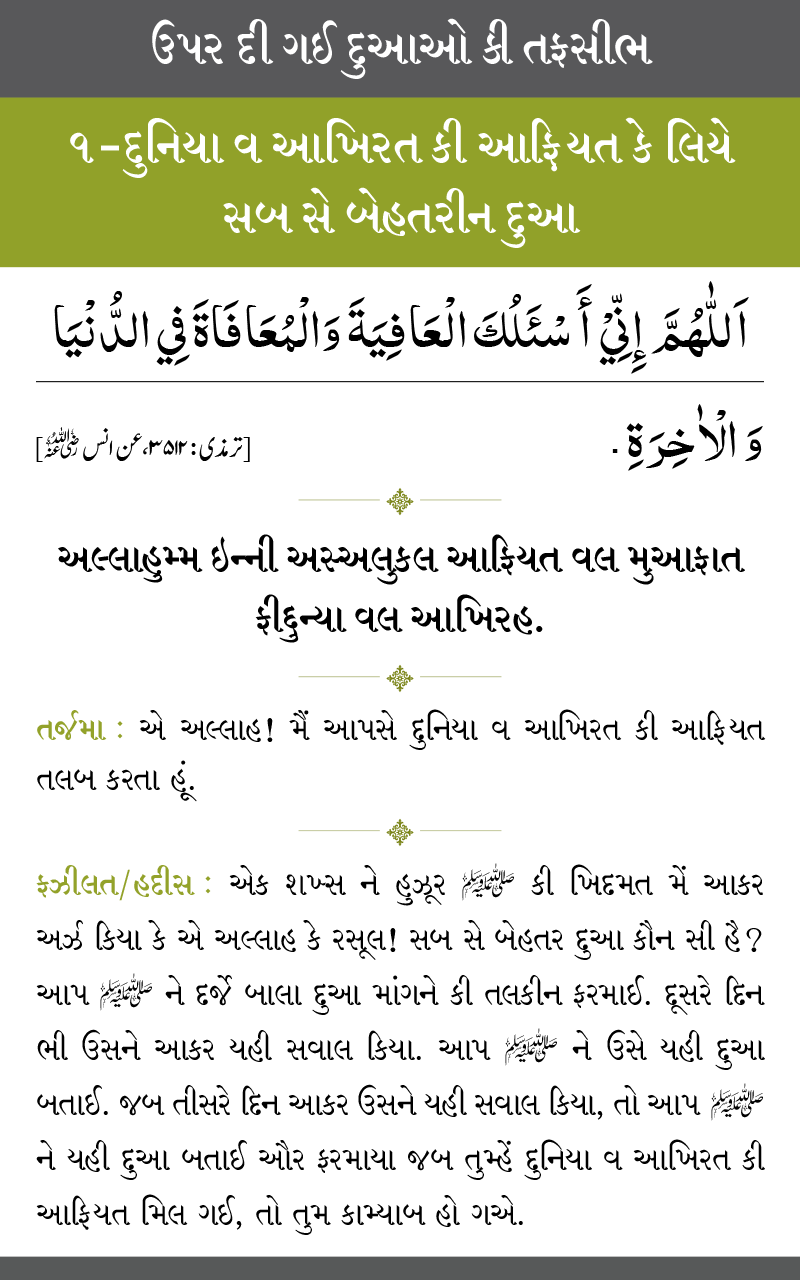 ઉપર દી ગઈ દુઆઓ કી તફસીભ
૧-દુનિયા વ આખિરત કી આફિયત કે લિયે
સબ સે બેહતરીન દુઆ
اَللّٰهُمَّ إِنِّيْ أَسْئَلُكَ الْعَافِيَةَ وَالْمُعَافَاةَ فِي الدُّنْيَا
وَالْاٰخِرَةِ. [ترمذی: ۳۵۱۲، عن انس رضی اللہ عنہ]
અલ્લાહુમ્મ ઇન્ની અસ્અલુકલ આફિયત વલ મુઆફાત
ફીદુન્યા વલ આખિરહ.
તર્જમા : એ અલ્લાહ! મૈં આપસે દુનિયા વ આખિરત કી આફિયત
તલબ કરતા હૂં.
ફઝીલત/હદીસ : એક શખ્સ ને હુઝૂર ﷺ કી ખિદમત મેં આકર
અર્ઝ કિયા કે એ અલ્લાહ કે રસૂલ! સબ સે બેહતર દુઆ કૌન સી હૈ?
આપ ﷺ ને દર્જે બાલા દુઆ માંગને કી તલકીન ફરમાઈ. દૂસરે દિન
ભી ઉસને આકર યહી સવાલ કિયા. આપ ﷺ ને ઉસે યહી દુઆ
બતાઈ. જબ તીસરે દિન આકર ઉસને યહી સવાલ કિયા, તો આપ ﷺ
ને યહી દુઆ બતાઈ ઔર ફરમાયા જબ તુમ્હેં દુનિયા વ આખિરત કી
આફિયત મિલ ગઈ, તો તુમ કામ્યાબ હો ગએ.